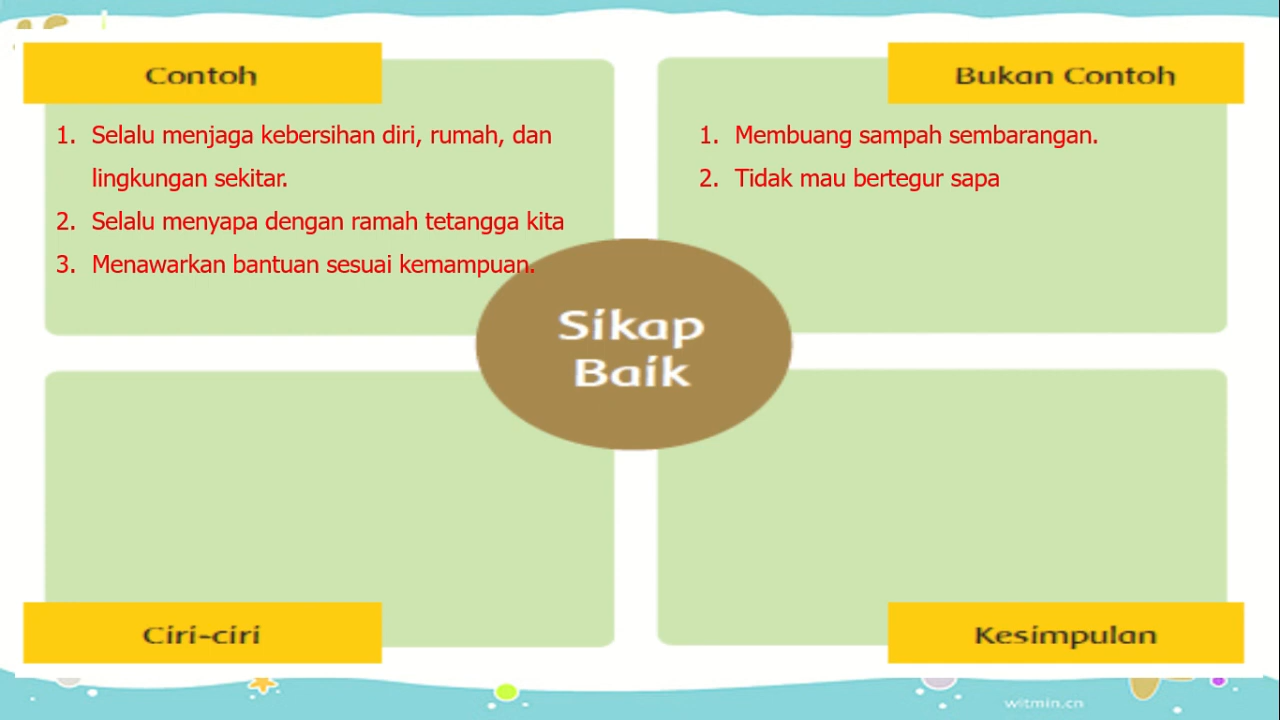 Contoh
1. Selalu menjaga kebersihan diri, rumah, dan
lingkungan sekitar.
2. Selalu menyapa dengan ramah tetangga kita
3. Menawarkan bantuan sesuai kemampuan.
Bukan Contoh
1. Membuang sampah sembarangan.
2. Tidak mau bertegur sapa
Sikap
Baik
Ciri-ciri
Kesimpulan
witmin.cn